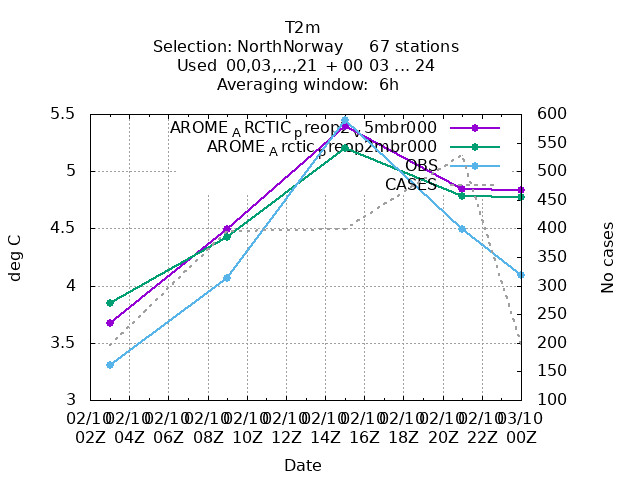 T2m
Selection: NorthNorway 67 stations
Used 00,03,...,21 + 00 03 ... 24
Averaging window: 6h
AROME_ARCTIC_preop2_v5mbr000
AROME_Arctic_preop2mbr000
OBS
CASES
5.5
5
4.5
4
3.5
3
deg C
600
550
500
450
400
350
300
250
200
150
100
No cases
02/10 02/10 02/10 02/10 02/10 02/10 02/10 02/10 02/10 02/10 02/10 03/10
02Z 04Z 06Z 08Z 10Z 12Z 14Z 16Z 18Z 20Z 22Z 00Z
Date